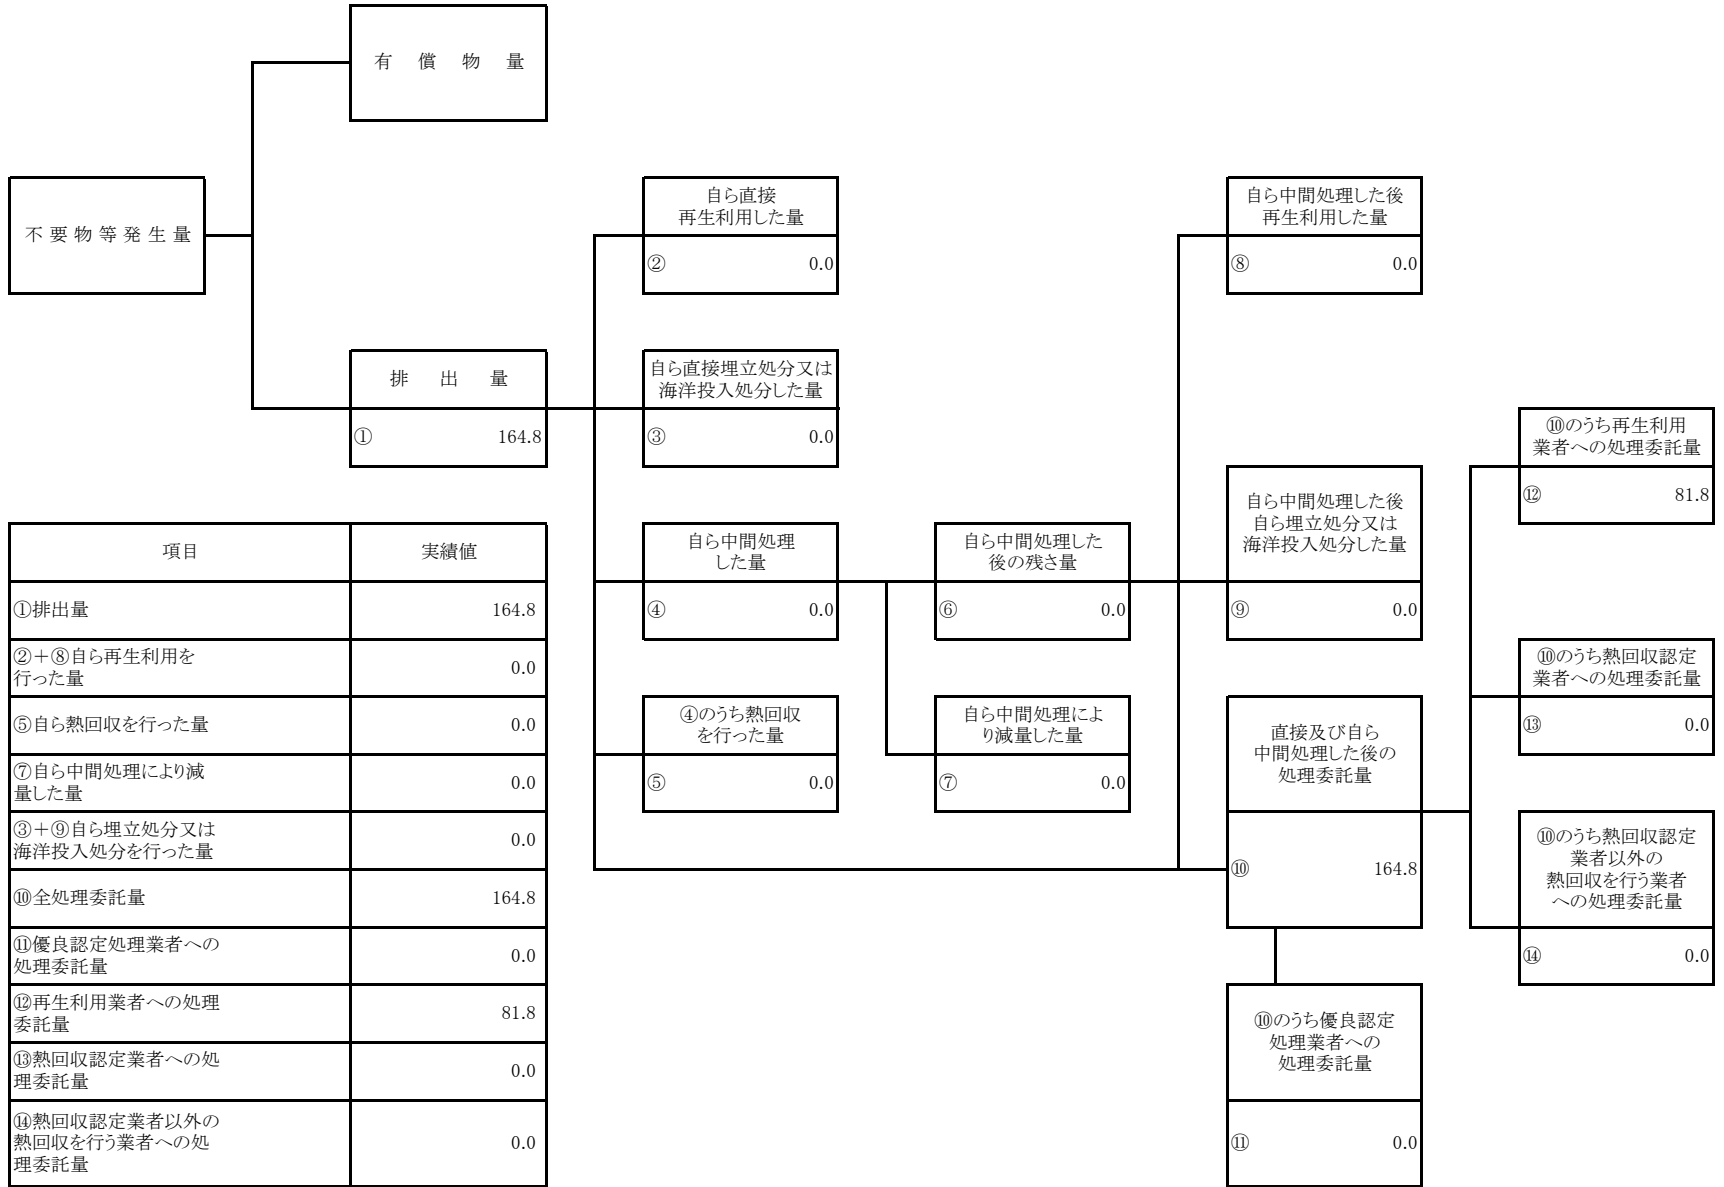 有償物量
不要物等発生量
排出量
① 164.8
自ら直接
再生利用した量
② 0.0
自ら直接埋立処分又は
海洋投入処分した量
③ 0.0
自ら中間処理
した量
④ 0.0
④のうち熱回収
を行った量
⑤ 0.0
自ら中間処理した
後の残さ量
⑥ 0.0
自ら中間処理によ
り減量した量
⑦ 0.0
自ら中間処理した後
再生利用した量
⑧ 0.0
自ら中間処理した後
自ら埋立処分又は
海洋投入処分した量
⑨ 0.0
直接及び自ら
中間処理した後の
処理委託量
⑩ 164.8
⑩のうち優良認定
処理業者への
処理委託量
⑪ 0.0
⑩のうち再生利用
業者への処理委託量
⑫ 81.8
⑩のうち熱回収認定
業者への処理委託量
⑬ 0.0
⑩のうち熱回収認定
業者以外の
熱回収を行う業者
への処理委託量
⑭ 0.0
項目 実績値
①排出量 164.8
②+⑧自ら再生利用を
行った量 0.0
⑤自ら熱回収を行った量 0.0
⑦自ら中間処理により減
量した量 0.0
③+⑨自ら埋立処分又は
海洋投入処分を行った量 0.0
⑩全処理委託量 164.8
⑪優良認定処理業者への
処理委託量 0.0
⑫再生利用業者への処理
委託量 81.8
⑬熱回収認定業者への処
理委託量 0.0
⑭熱回収認定業者以外の
熱回収を行う業者への処
理委託量 0.0